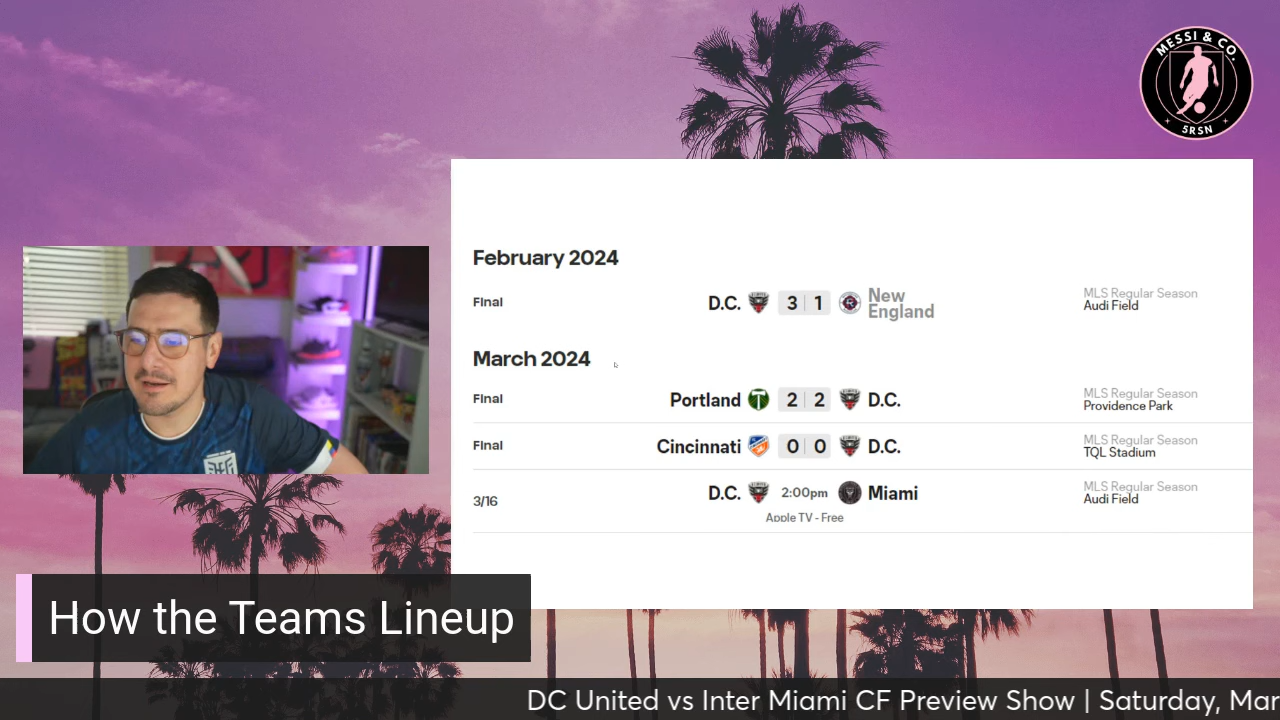 MESSI & CO.
SRSN
February 2024
Final
D.C. 3 1 New England
MLS Regular Season
Audi Field
March 2024
Final
Portland 2 2 D.C.
MLS Regular Season
Providence Park
Final
Cincinnati 0 0 D.C.
MLS Regular Season
TQL Stadium
3/16
D.C. 2:00pm Miami
Apple TV - Free
MLS Regular Season
Audi Field
How the Teams Lineup
DC United vs Inter Miami CF Preview Show | Saturday, Mar